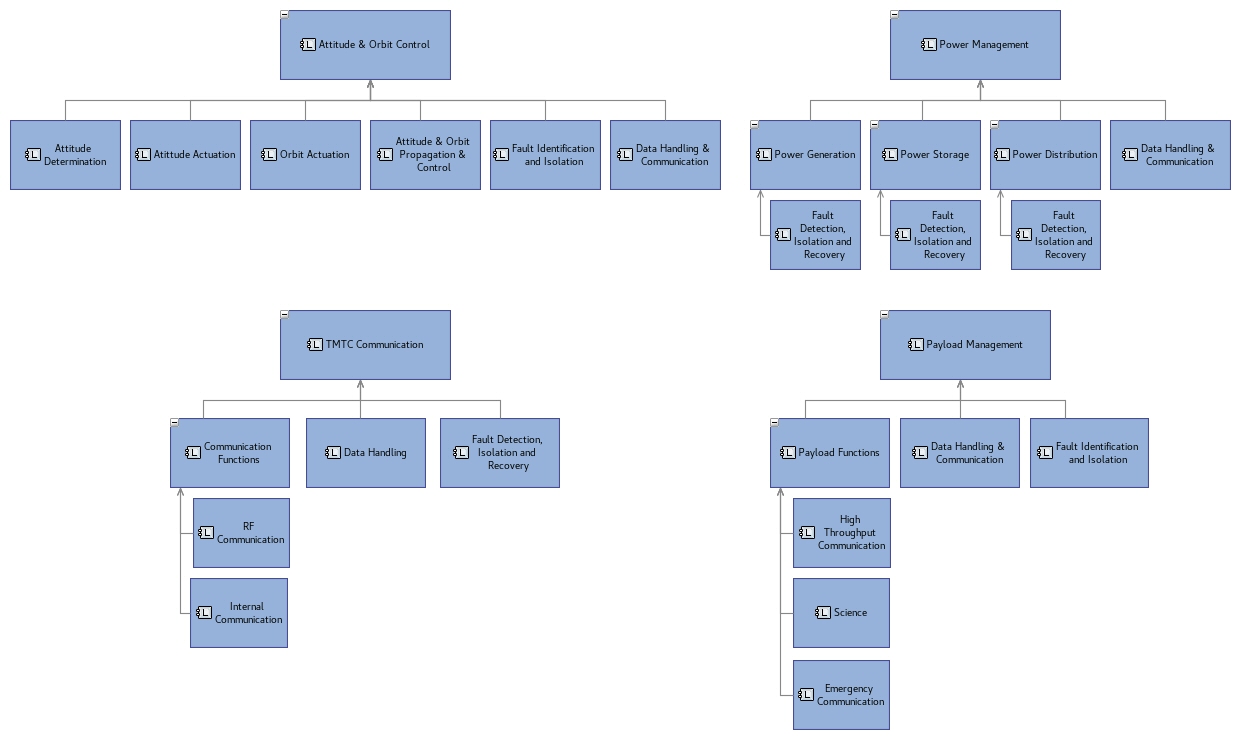 L Attitude & Orbit Control
L Attitude
Determination
L Attitude Actuation
L Orbit Actuation
L Attitude & Orbit
Propagation &
Control
L Fault Identification
and Isolation
L Data Handling &
Communication
L Power Management
L Power Generation
L Power Storage
L Power Distribution
L Data Handling &
Communication
L Fault
Detection,
Isolation and
Recovery
L Fault
Detection,
Isolation and
Recovery
L Fault
Detection,
Isolation and
Recovery
L TMTC Communication
L Communication
Functions
L Data Handling
L Fault Detection,
Isolation and
Recovery
L RF
Communication
L Internal
Communication
L Payload Management
L Payload Functions
L Data Handling &
Communication
L Fault Identification
and Isolation
L High
Throughput
Communication
L Science
L Emergency
Communication